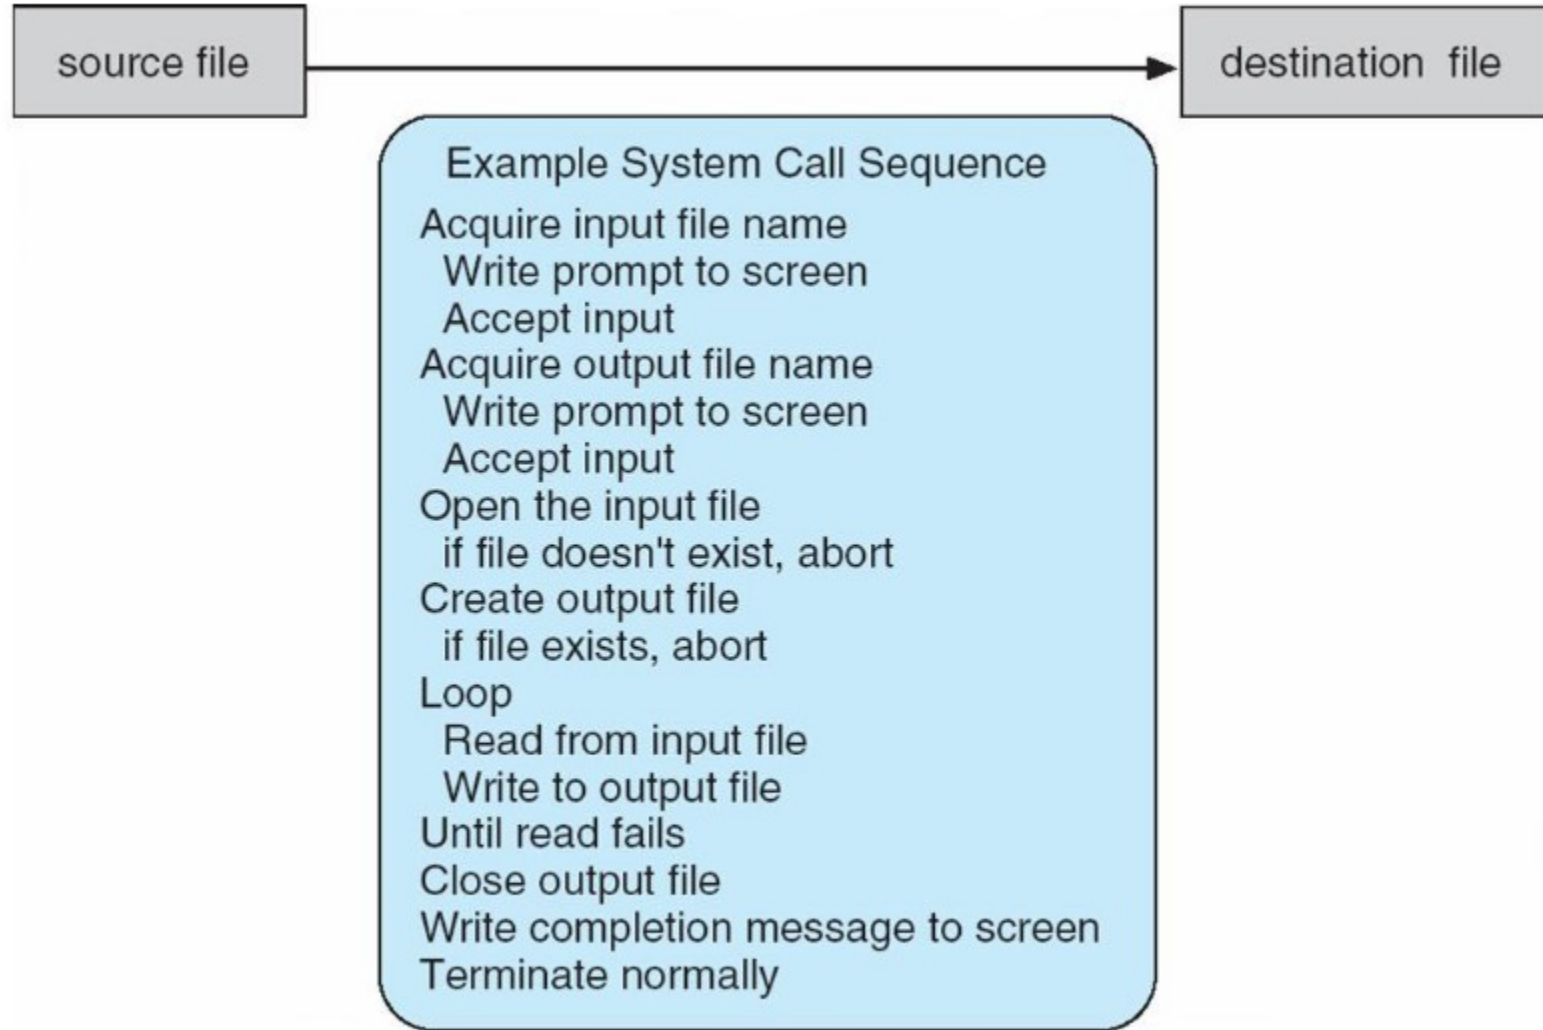 source file
destination file
Example System Call Sequence
Acquire input file name
Write prompt to screen
Accept input
Acquire output file name
Write prompt to screen
Accept input
Open the input file
if file doesn't exist, abort
Create output file
if file exists, abort
Loop
Read from input file
Write to output file
Until read fails
Close output file
Write completion message to screen
Terminate normally